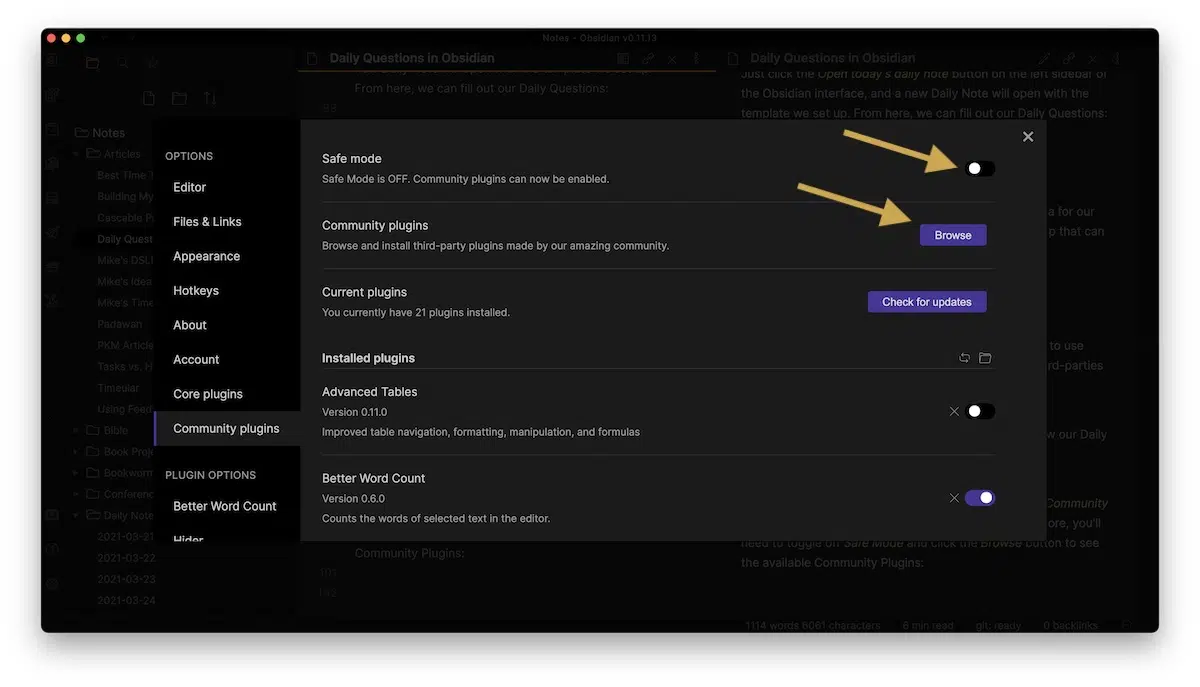 Notes - Obsidian v0.11.13
Daily Questions in Obsidian
Daily Questions in Obsidian
From here, we can fill out our Daily Questions:
93
Just click the Open today's daily note button on the left sidebar of
the Obsidian interface, and a new Daily Note will open with the
template we set up. From here, we can fill out our Daily Questions:
Notes
Articles
Best Time T
Building My
Cascable P
Daily Quest
Mike's DSL
Mike's Idea
Mike's Time
Padawan
PKM Article
Tasks vs. H
Timeular
Using Feed
Bible
Book Proje
Bookworm
Conferenc
Daily Note
2021-03-21
2021-03-22
2021-03-23
2021-03-24
OPTIONS
Editor
Files & Links
Appearance
Hotkeys
About
Account
Core plugins
Community plugins
PLUGIN OPTIONS
Better Word Count
Hider
Safe mode
Safe Mode is OFF. Community plugins can now be enabled.
Community plugins
Browse and install third-party plugins made by our amazing community.
Browse
Current plugins
You currently have 21 plugins installed.
Check for updates
Installed plugins
Advanced Tables
Version 0.11.0
Improved table navigation, formatting, manipulation, and formulas
Better Word Count
Version 0.6.0
Counts the words of selected text in the editor.
a for our
p that can
to use
rd-parties
w our Daily
Community
ore, you'll
need to toggle off Safe Mode and click the Browse button to see
the available Community Plugins:
Community Plugins:
101
102
1114 words 6061 characters
6 min read
git: ready
0 backlinks